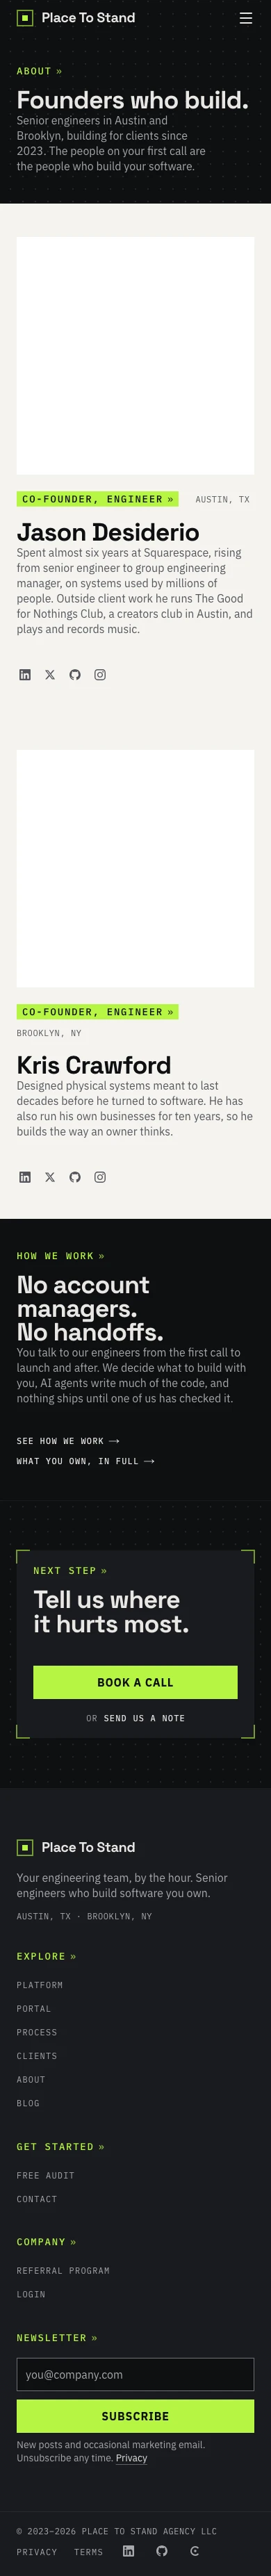 Place To Stand
ABOUT »
Founders who build.
Senior engineers in Austin and
Brooklyn, building for clients since
2023. The people on your first call are
the people who build your software.
CO-FOUNDER, ENGINEER »
AUSTIN, TX
Jason Desiderio
Spent almost six years at Squarespace, rising
from senior engineer to group engineering
manager, on systems used by millions of
people. Outside client work he runs The Good
for Nothings Club, a creators club in Austin, and
plays and records music.
CO-FOUNDER, ENGINEER »
BROOKLYN, NY
Kris Crawford
Designed physical systems meant to last
decades before he turned to software. He has
also run his own businesses for ten years, so he
builds the way an owner thinks.
HOW WE WORK »
No account
managers.
No handoffs.
You talk to our engineers from the first call to
launch and after. We decide what to build with
you, AI agents write much of the code, and
nothing ships until one of us has checked it.
SEE HOW WE WORK →
WHAT YOU OWN, IN FULL →
NEXT STEP »
Tell us where
it hurts most.
BOOK A CALL
OR SEND US A NOTE
Place To Stand
Your engineering team, by the hour. Senior
engineers who build software you own.
AUSTIN, TX · BROOKLYN, NY
EXPLORE »
PLATFORM
PORTAL
PROCESS
CLIENTS
ABOUT
BLOG
GET STARTED »
FREE AUDIT
CONTACT
COMPANY »
REFERRAL PROGRAM
LOGIN
NEWSLETTER »
you@company.com
SUBSCRIBE
New posts and occasional marketing email.
Unsubscribe any time. Privacy
© 2023–2026 PLACE TO STAND AGENCY LLC
PRIVACY TERMS